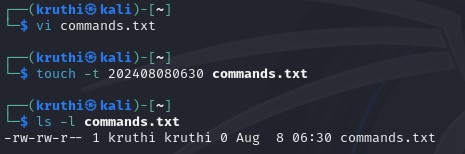 ┌──(kruthi㉿kali)-[~]
└─$ vi commands.txt
┌──(kruthi㉿kali)-[~]
└─$ touch -t 202408080630 commands.txt
┌──(kruthi㉿kali)-[~]
└─$ ls -l commands.txt
-rw-rw-r-- 1 kruthi kruthi 0 Aug  8 06:30 commands.txt